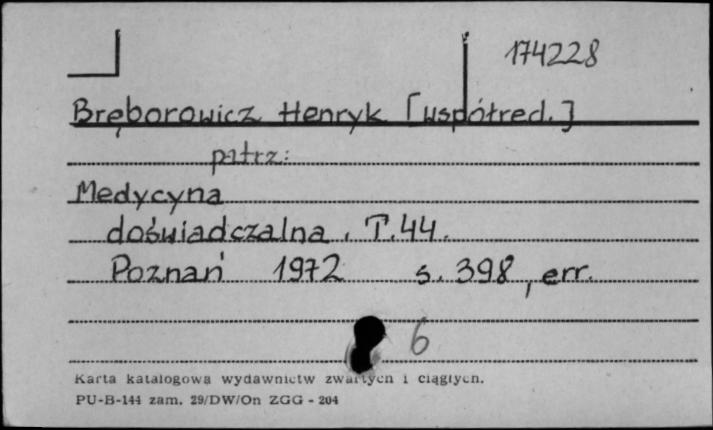 174228
Bręborowicz Henryk [współred.]
patrz:
Medycyna
doświadczalna. T.44.
Poznań 1972 s. 398, err.
6
Karta katalogowa wydawnictw zwartych i ciągłych.
PU-B-144 zam. 29/DW/On ZGG - 204